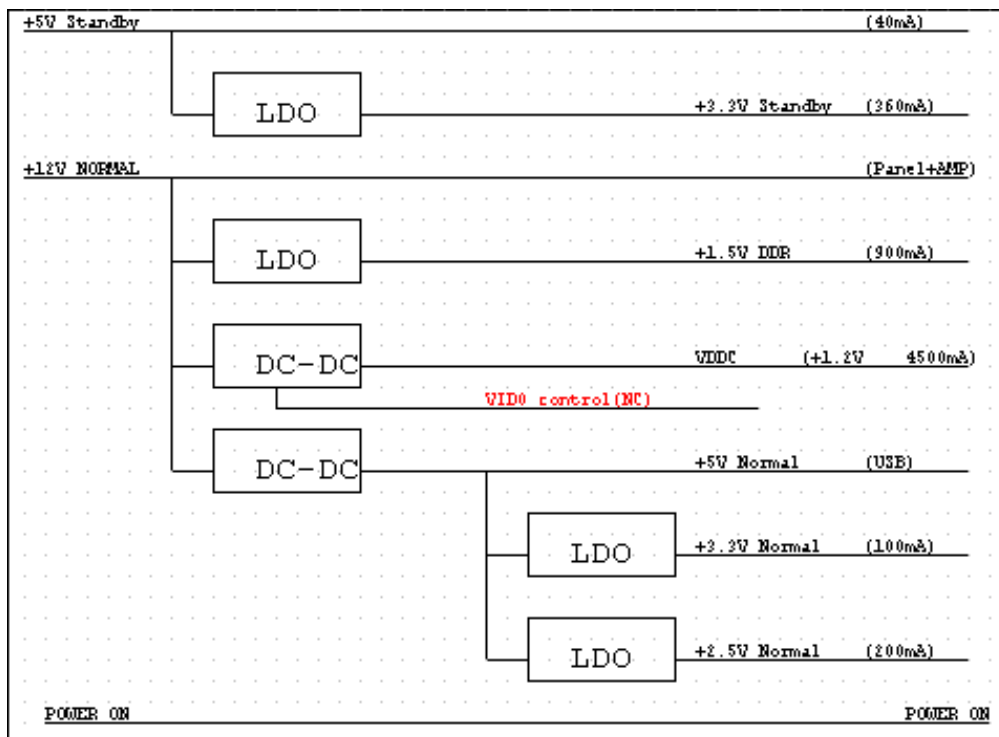 +5V Standby (40mA)
LDO +3.3V Standby (360mA)
+12V NORMAL (Panel+AMP)
LDO +1.5V DDR (900mA)
DC-DC VDDC (+1.2V 4500mA)
VID0 control(NC)
DC-DC +5V Normal (USB)
LDO +3.3V Normal (100mA)
LDO +2.5V Normal (200mA)
POWER ON POWER ON